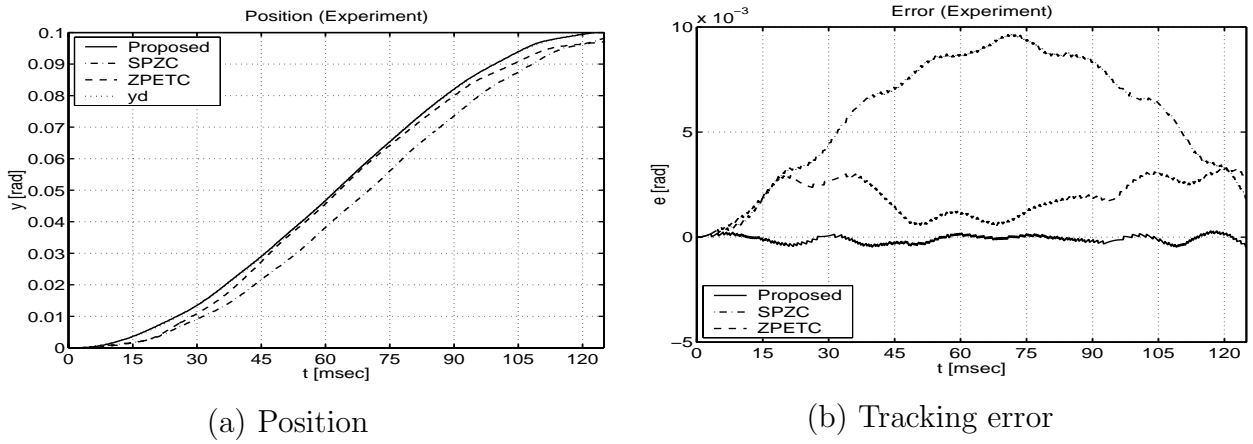 Position (Experiment)
0.1
0.09
0.08
0.07
0.06
0.05
0.04
0.03
0.02
0.01
0
y [rad]
Proposed
SPZC
ZPETC
yd
0 15 30 45 60 75 90 105 120
t [msec]
(a) Position
Error (Experiment)
10 × 10⁻³
5
0
−5
e [rad]
Proposed
SPZC
ZPETC
0 15 30 45 60 75 90 105 120
t [msec]
(b) Tracking error